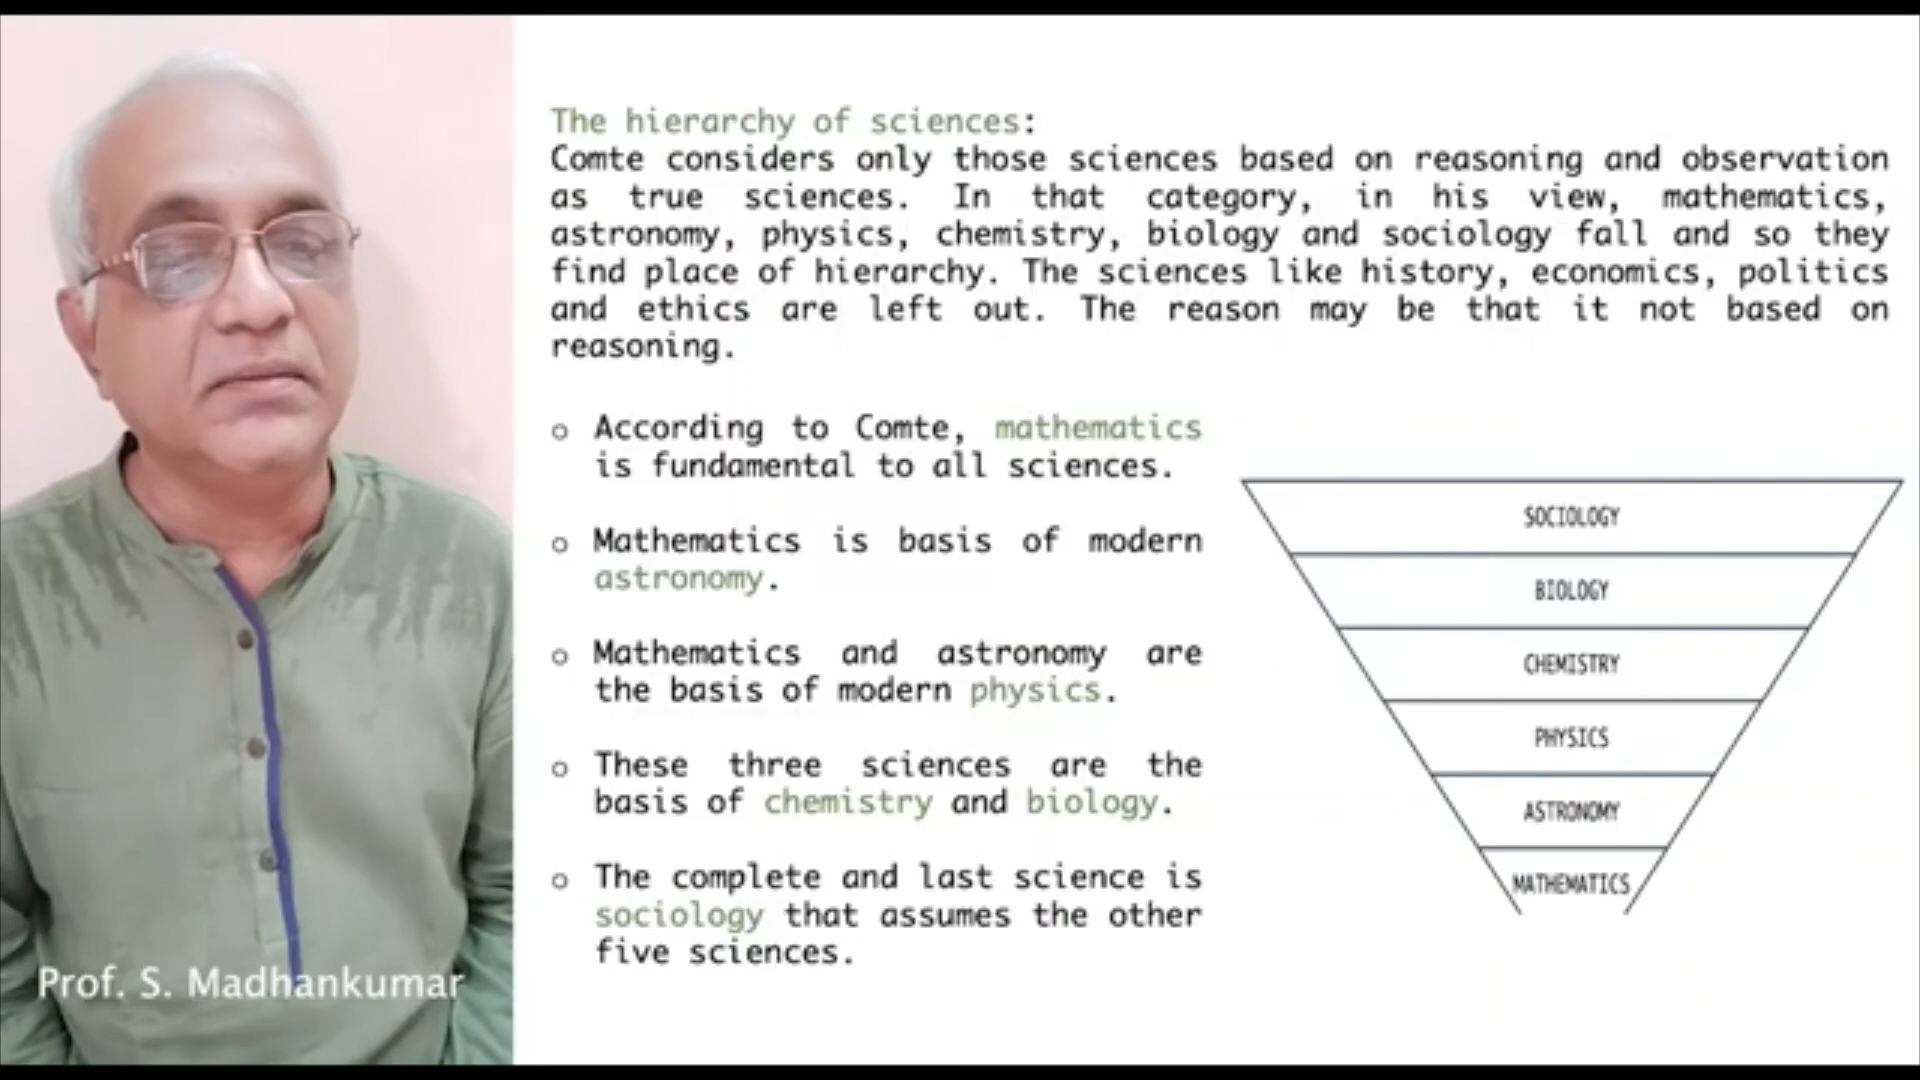 The hierarchy of sciences:
Comte considers only those sciences based on reasoning and observation
as true sciences. In that category, in his view, mathematics,
astronomy, physics, chemistry, biology and sociology fall and so they
find place of hierarchy. The sciences like history, economics, politics
and ethics are left out. The reason may be that it not based on
reasoning.
o According to Comte, mathematics
is fundamental to all sciences.
o Mathematics is basis of modern
astronomy.
o Mathematics and astronomy are
the basis of modern physics.
o These three sciences are the
basis of chemistry and biology.
o The complete and last science is
sociology that assumes the other
five sciences.
SOCIOLOGY
BIOLOGY
CHEMISTRY
PHYSICS
ASTRONOMY
MATHEMATICS
Prof. S. Madhankumar